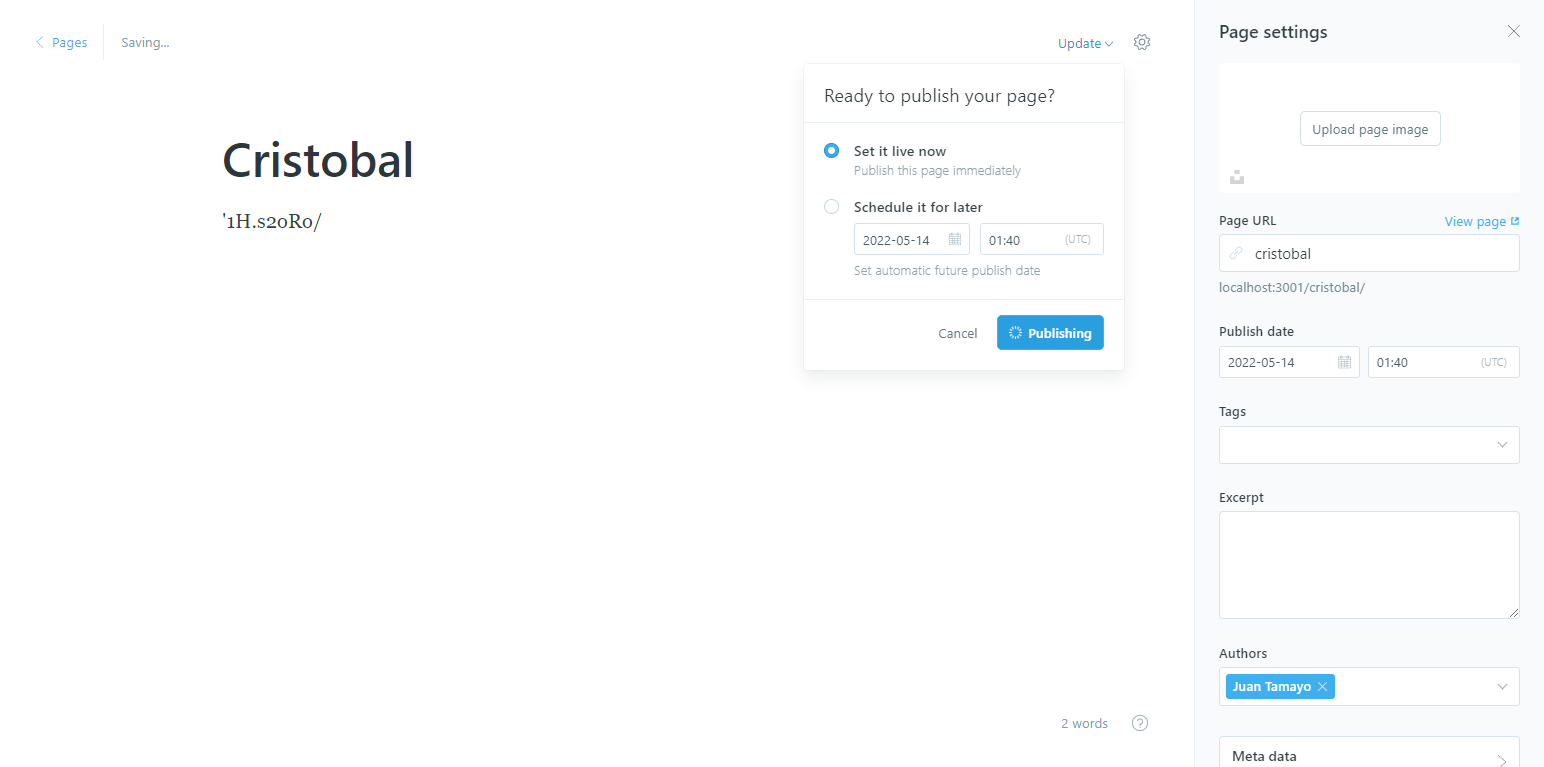 Pages
Saving...
Update
Cristobal
'1H.s2oRo/
Ready to publish your page?
Set it live now
Publish this page immediately
Schedule it for later
2022-05-14
01:40 (UTC)
Set automatic future publish date
Cancel
Publishing
2 words
Page settings
Upload page image
Page URL
View page
cristobal
localhost:3001/cristobal/
Publish date
2022-05-14
01:40 (UTC)
Tags
Excerpt
Authors
Juan Tamayo
Meta data